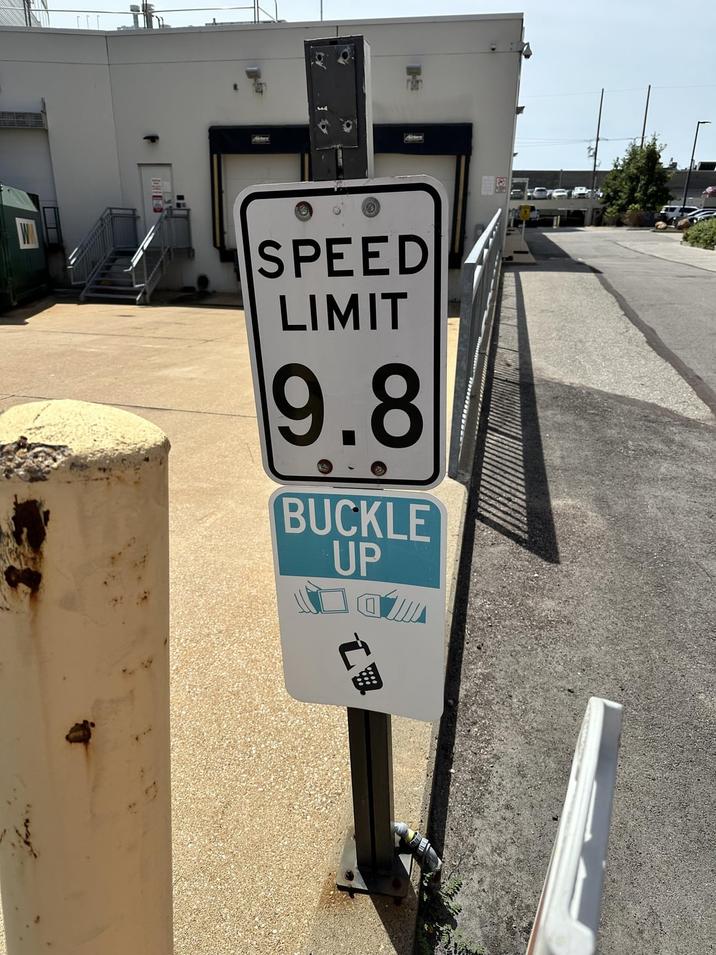 SPEED
LIMIT
9.8
BUCKLE
UP